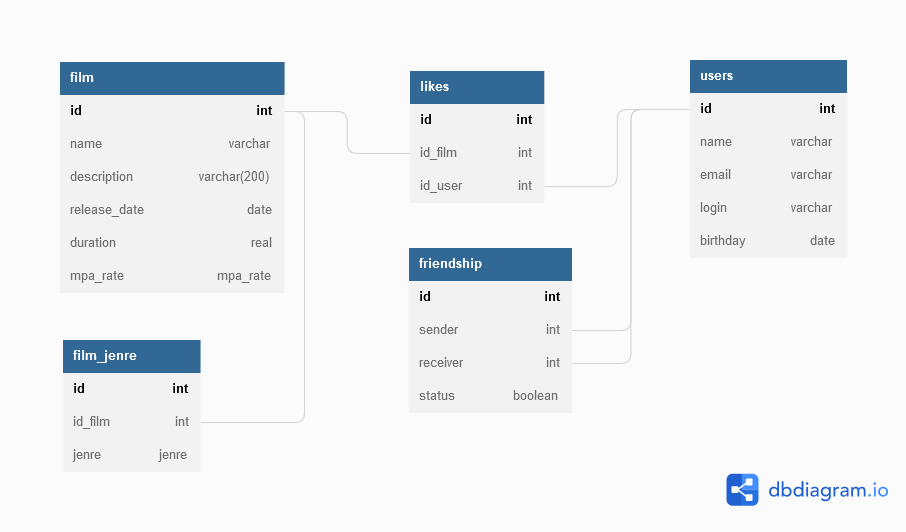 film
id int
name varchar
description varchar(200)
release_date date
duration real
mpa_rate mpa_rate
likes
id int
id_film int
id_user int
users
id int
name varchar
email varchar
login varchar
birthday date
friendship
id int
sender int
receiver int
status boolean
film_jenre
id int
id_film int
jenre jenre
dbdiagram.io